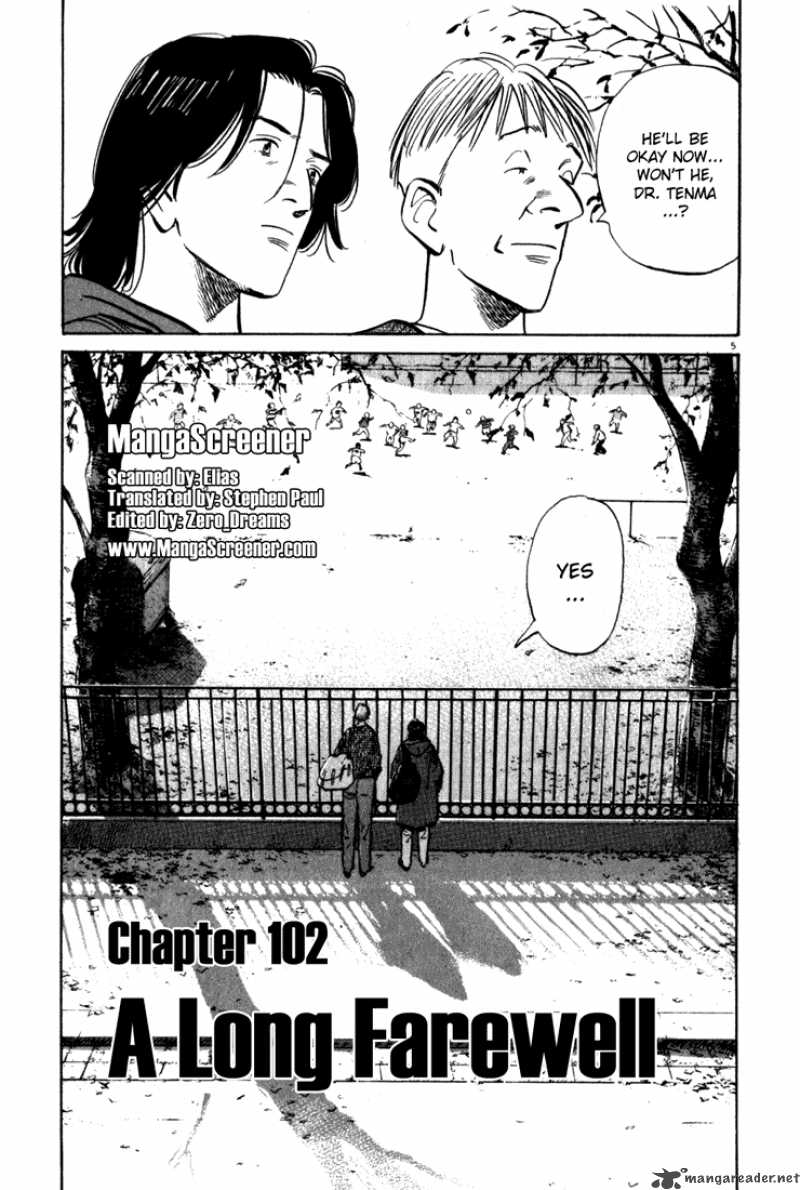 HE'LL BE
OKAY NOW...
WON'T HE,
DR. TENMA
...?
5
MangaScreener
Scanned by: Elias
Translated by: Stephen Paul
Edited by: Zero_Dreams
www.MangaScreener.com
YES
...
Chapter 102
A Long Farewell
mangareader.net